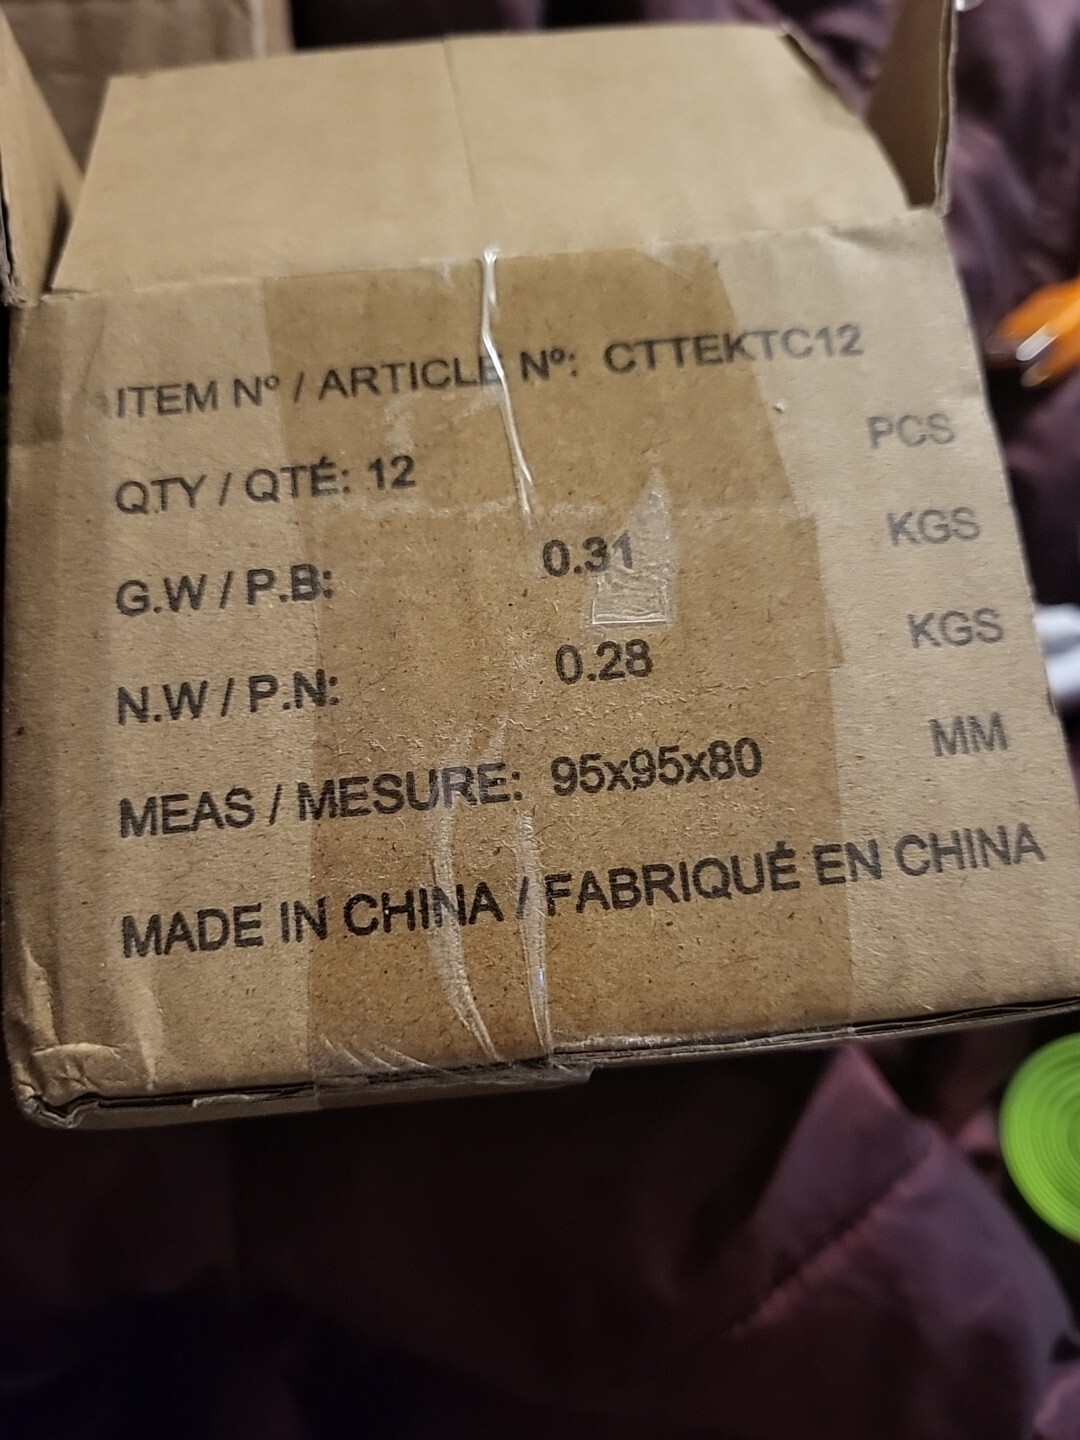 ITEM Nº / ARTICLE Nº: CTTEKTC12
QTY / QTÉ: 12 PCS
G.W / P.B: 0.31 KGS
N.W / P.N: 0.28 KGS
MEAS / MESURE: 95x95x80 MM
MADE IN CHINA / FABRIQUÉ EN CHINA